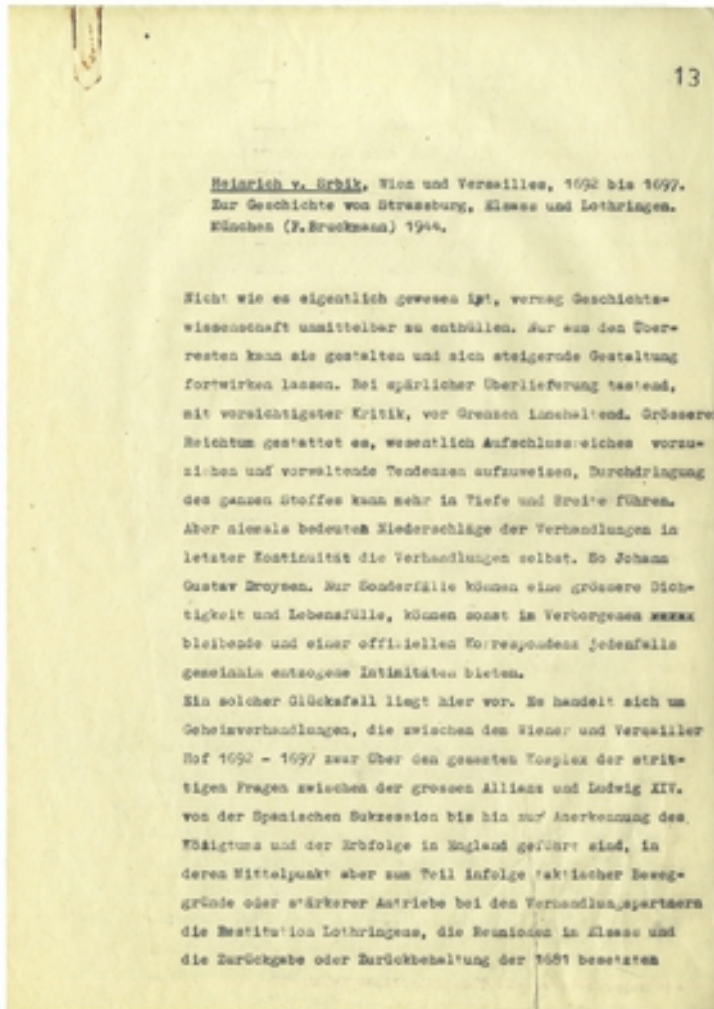 13
Heinrich v. Srbik, Wien und Versailles, 1692 bis 1697.
Zur Geschichte von Strassburg, Elsass und Lothringen.
München (F.Bruckmann) 1944.
Nicht wie es eigentlich gewesen ist, vermag Geschichts-
wissenschaft unmittelbar zu enthüllen. Nur aus den Über-
resten kann sie gestalten und sich steigernde Gestaltung
fortwirken lassen. Bei spärlicher Überlieferung tastend,
mit vorsichtigster Kritik, vor Grenzen innehaltend. Grösserer
Reichtum gestattet es, wesentlich Aufschlussreiches vorzu-
ziehen und vorwaltende Tendenzen aufzuweisen, Durchdringung
des ganzen Stoffes kann mehr in Tiefe und Breite führen.
Aber niemals bedeuten Niederschläge der Verhandlungen in
letzter Kontinuität die Verhandlungen selbst. So Johann
Gustav Droysen. Nur Sonderfälle können eine grössere Dich-
tigkeit und Lebensfülle, können sonst im Verborgenen
bleibende und einer offiziellen Korrespondenz jedenfalls
gemeinhin entzogene Intimitäten bieten.
Ein solcher Glücksfall liegt hier vor. Es handelt sich um
Geheimverhandlungen, die zwischen dem Wiener und Versailler
Hof 1692 - 1697 zwar über den gesamten Komplex der strit-
tigen Fragen zwischen der grossen Allianz und Ludwig XIV.
von der Spanischen Sukzession bis hin zur Anerkennung des
Königtums und der Erbfolge in England geführt sind, in
deren Mittelpunkt aber zum Teil infolge taktischer Beweg-
gründe oder stärkerer Antriebe bei den Verhandlungspartnern
die Restitution Lothringens, die Reunionen im Elsass und
die Zurückgabe oder Zurückbehaltung der 1681 besetzten